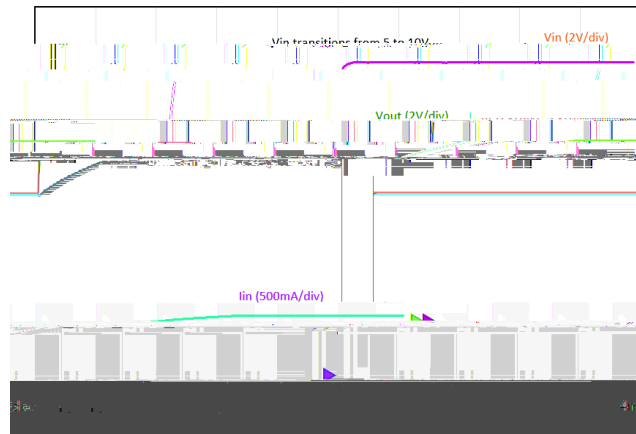 Vin (2V/div)
Vin transitions from 5 to 10V
Vout (2V/div)
Iin (500mA/div)